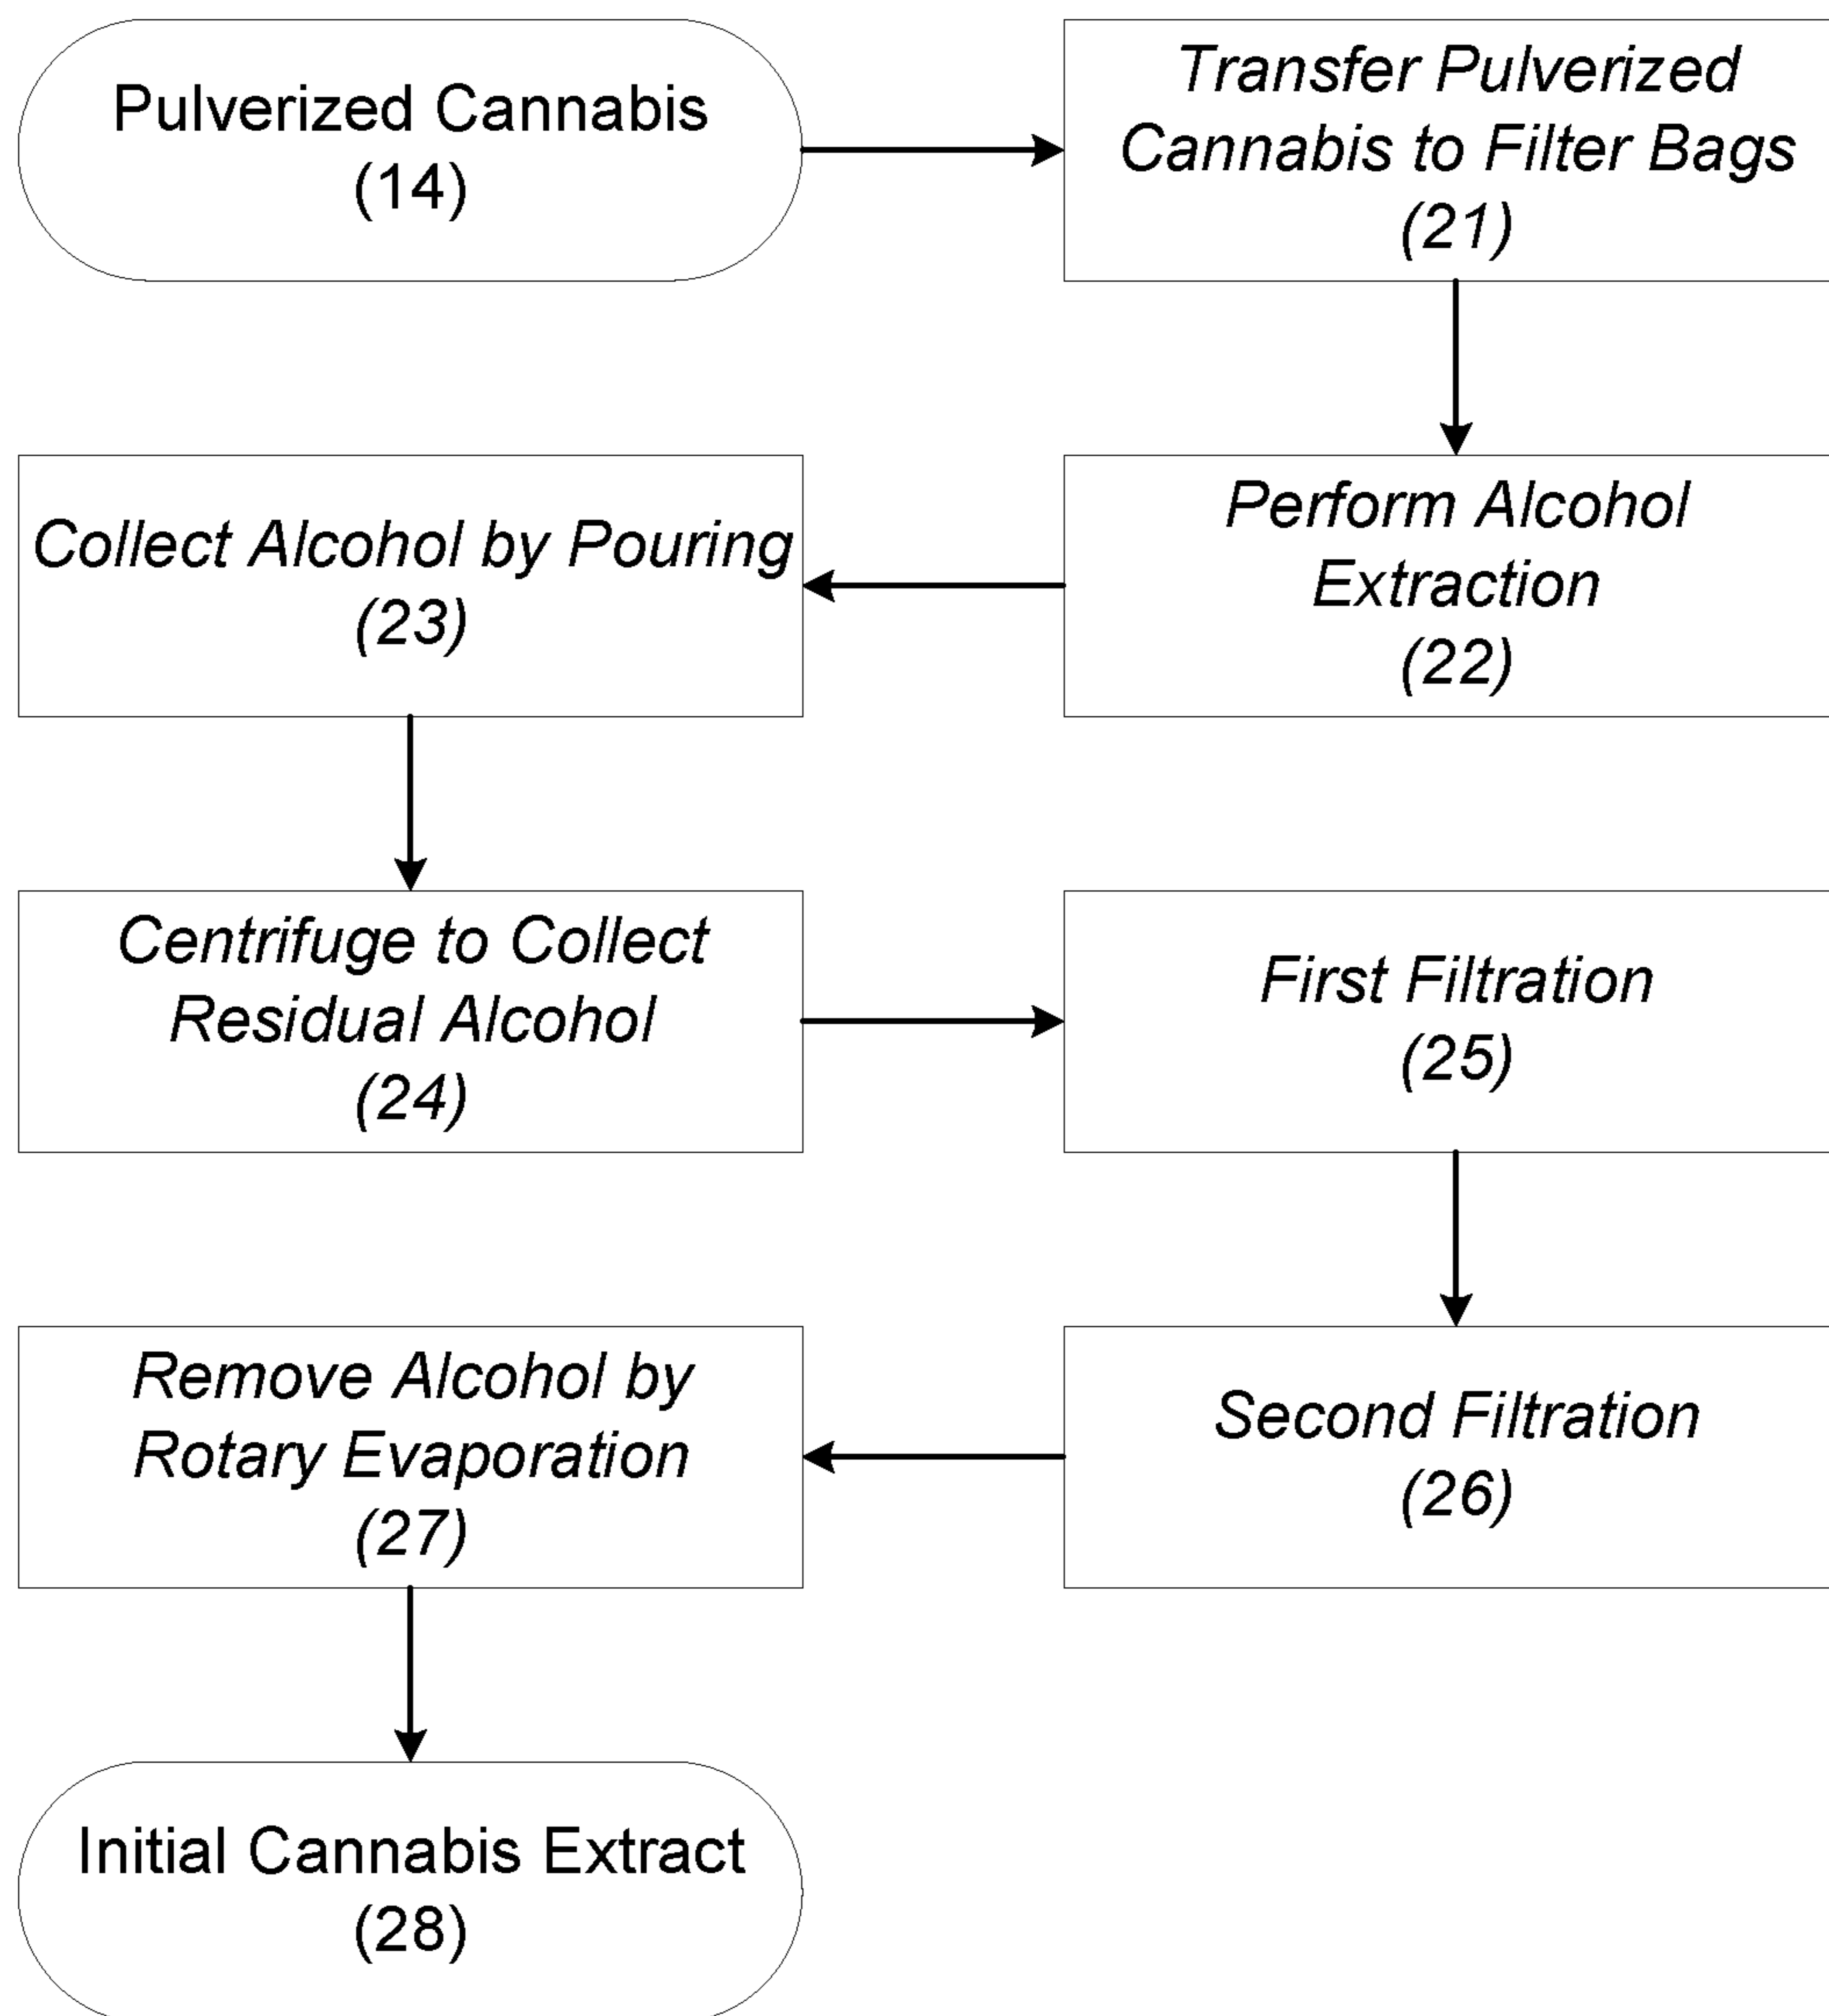 Pulverized Cannabis
(14)
Transfer Pulverized
Cannabis to Filter Bags
(21)
Perform Alcohol
Extraction
(22)
Collect Alcohol by Pouring
(23)
Centrifuge to Collect
Residual Alcohol
(24)
First Filtration
(25)
Second Filtration
(26)
Remove Alcohol by
Rotary Evaporation
(27)
Initial Cannabis Extract
(28)